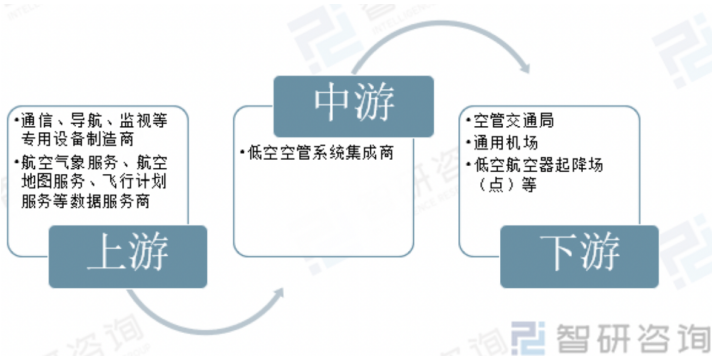 •通信、导航、监视等
专用设备制造商
•航空气象服务、航空
地图服务、飞行计划
服务等数据服务商
上游
中游
•低空空管系统集成商
•空管交通局
•通用机场
•低空航空器起降场
（点）等
下游
智研咨询